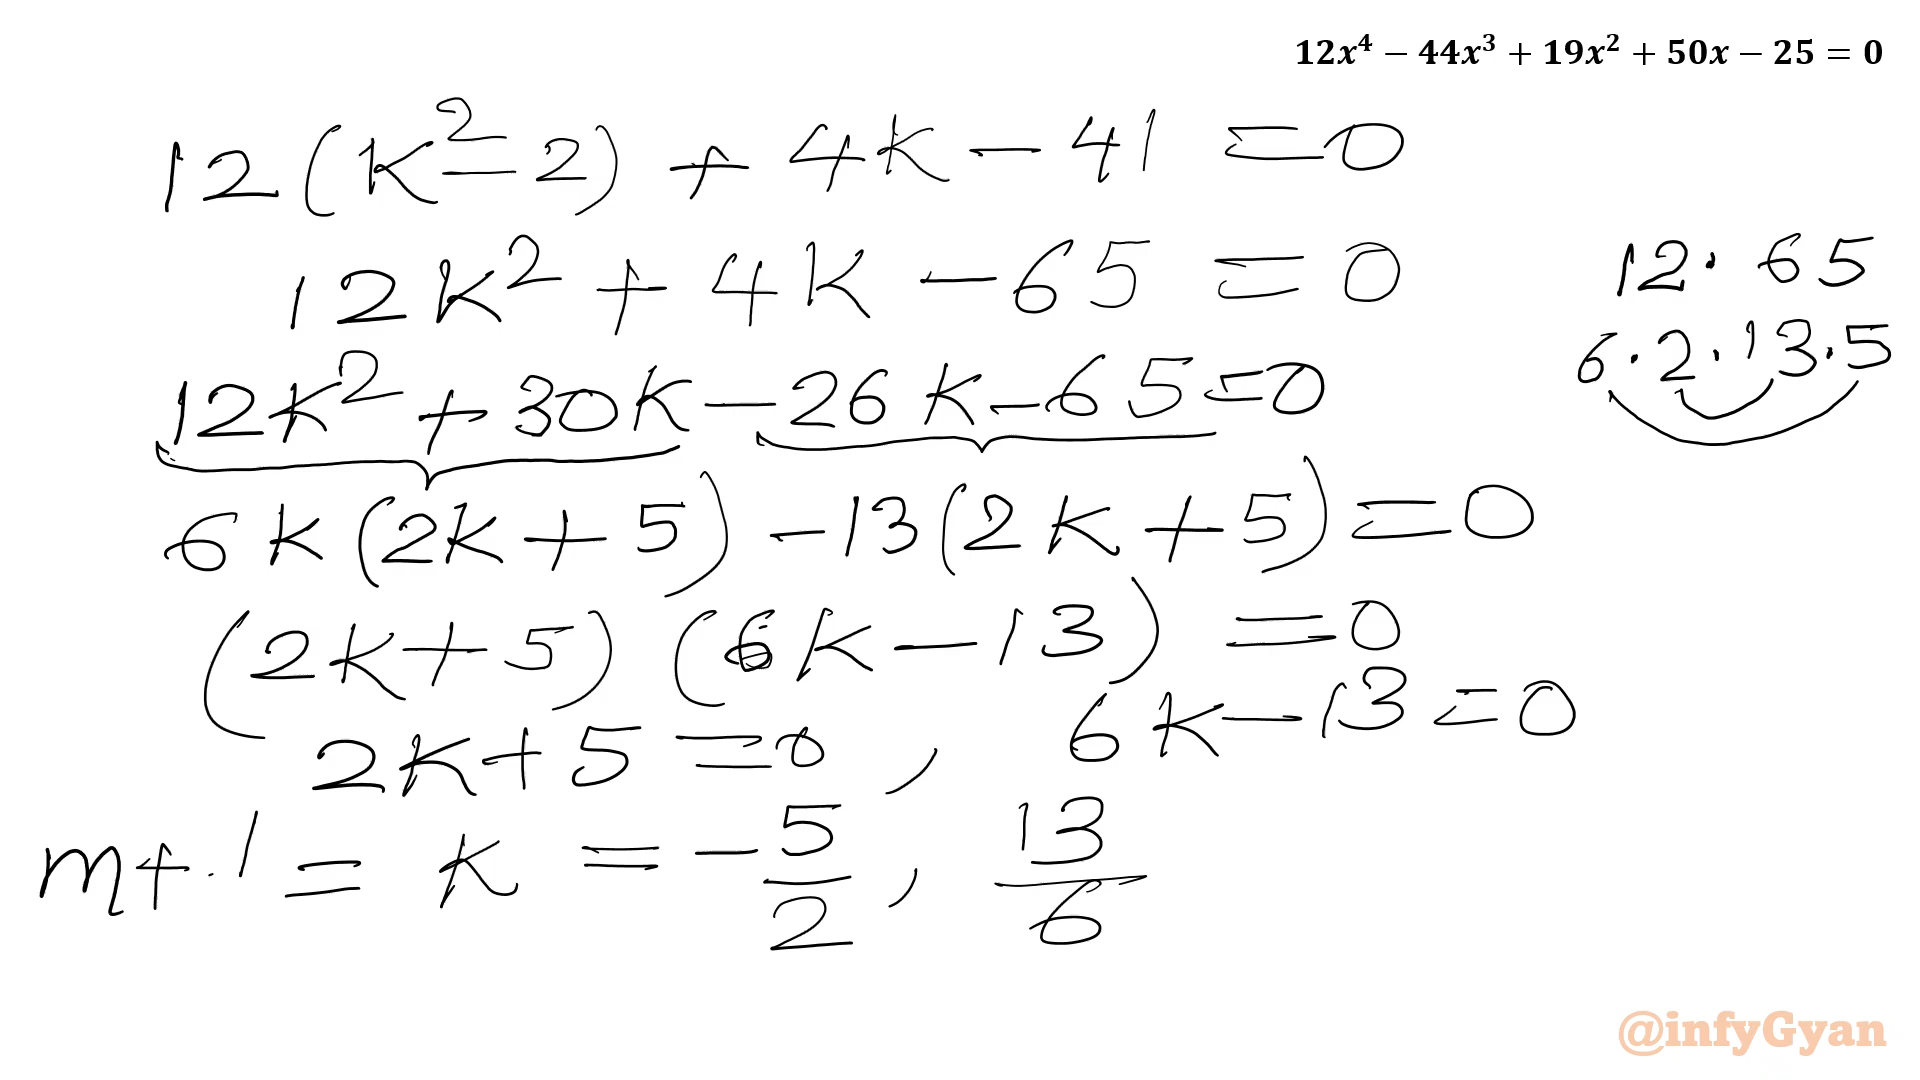 12x⁴ − 44x³ + 19x² + 50x − 25 = 0
12(k²-2) + 4k - 41 = 0
12k² + 4k - 65 = 0
12·65
6·2·13·5
12k² + 30k - 26k - 65 = 0
6k(2k+5) - 13(2k+5) = 0
(2k+5)(6k-13) = 0
2k+5 = 0, 6k-13 = 0
m+.1 = k = -5/2, 13/6
@infyGyan